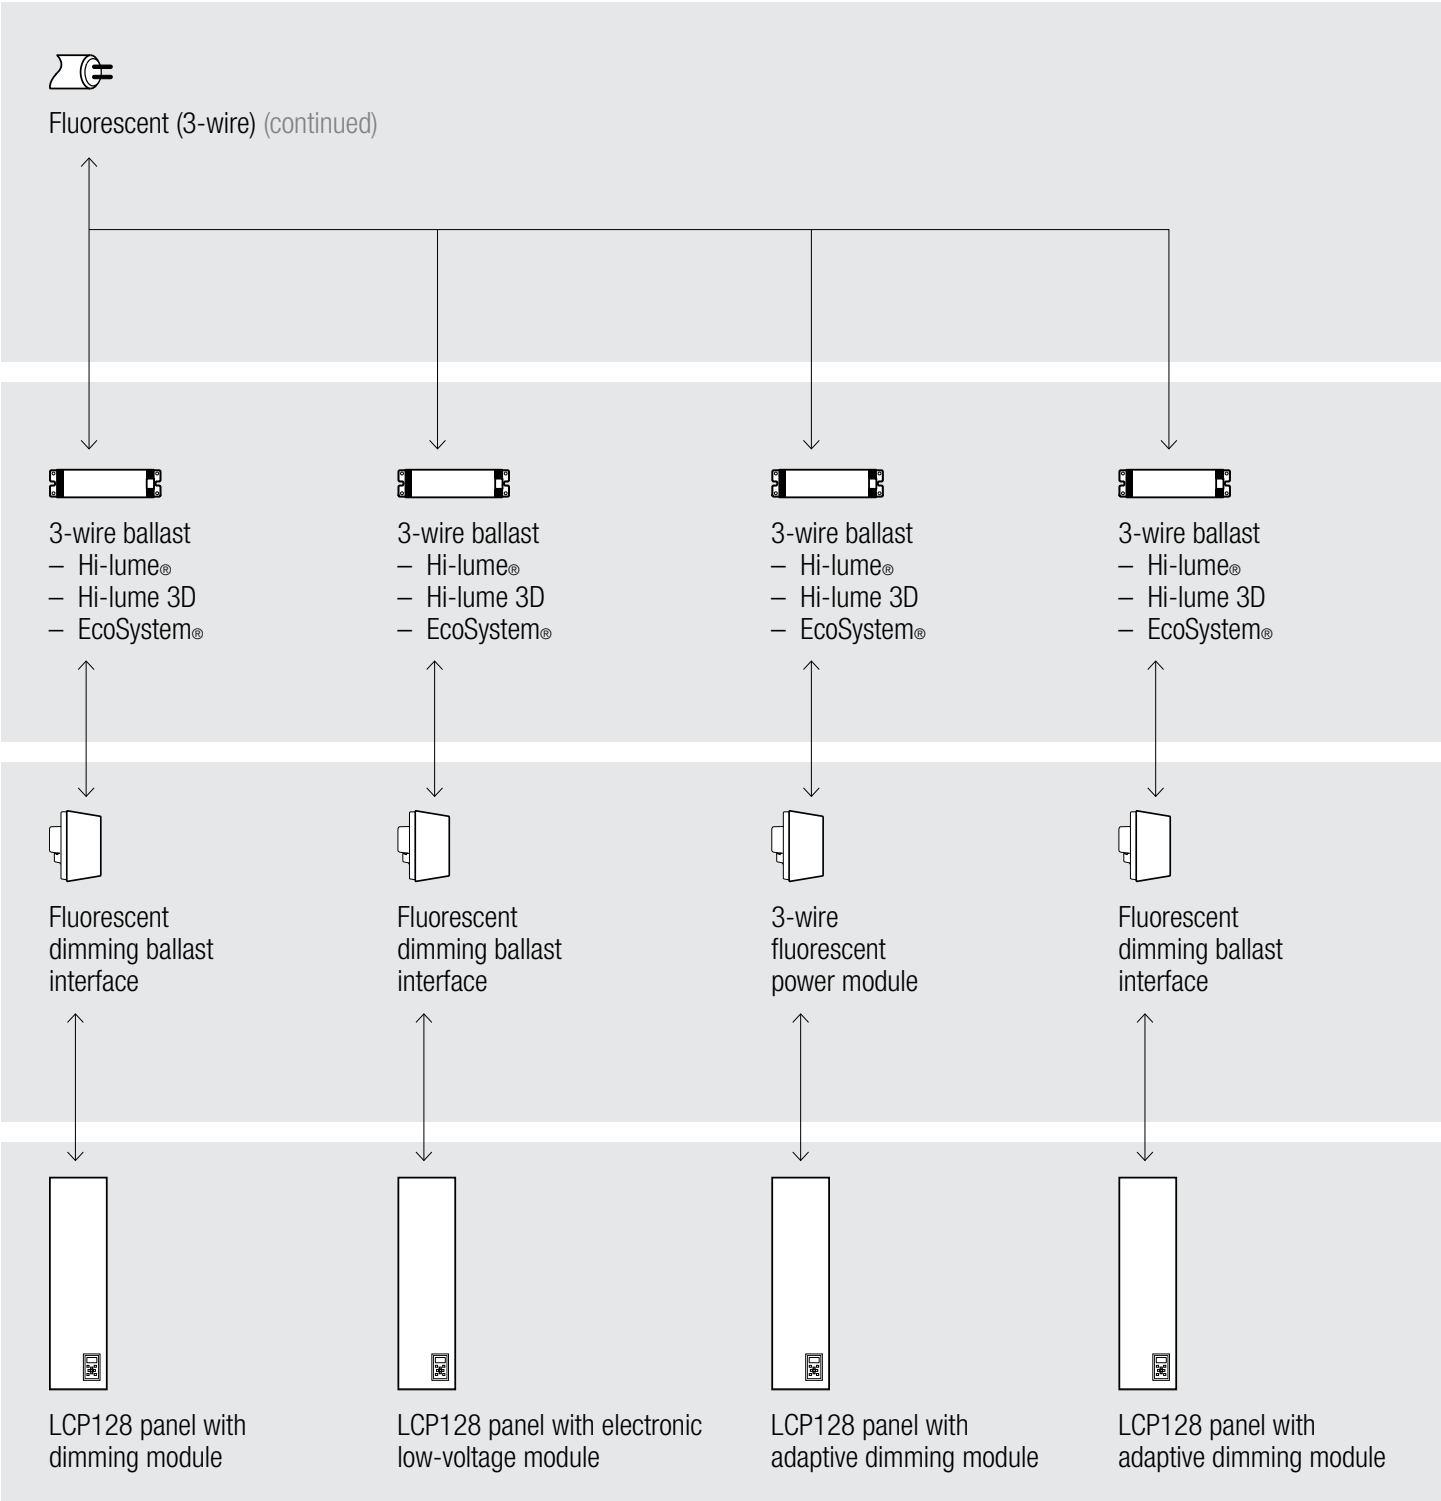 Fluorescent (3-wire) (continued)
3-wire ballast
– Hi-lume®
– Hi-lume 3D
– EcoSystem®
3-wire ballast
– Hi-lume®
– Hi-lume 3D
– EcoSystem®
3-wire ballast
– Hi-lume®
– Hi-lume 3D
– EcoSystem®
3-wire ballast
– Hi-lume®
– Hi-lume 3D
– EcoSystem®
Fluorescent
dimming ballast
interface
Fluorescent
dimming ballast
interface
3-wire
fluorescent
power module
Fluorescent
dimming ballast
interface
LCP128 panel with
dimming module
LCP128 panel with electronic
low-voltage module
LCP128 panel with
adaptive dimming module
LCP128 panel with
adaptive dimming module